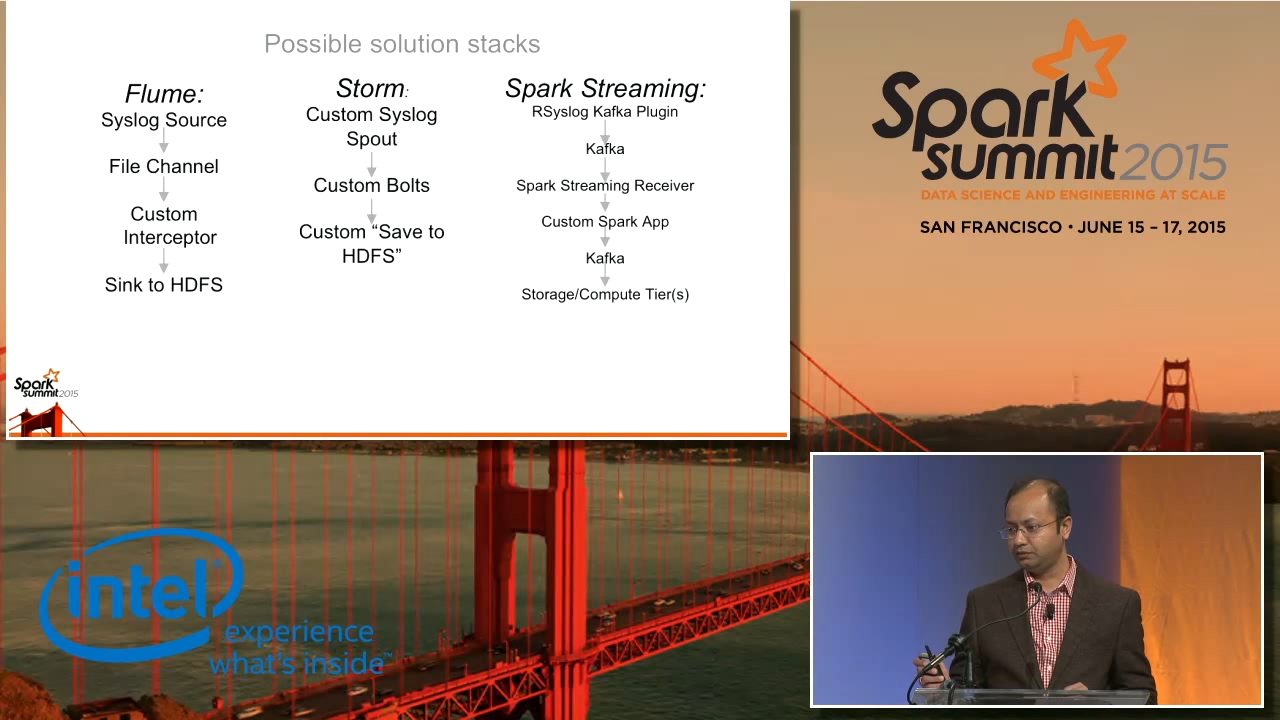 Possible solution stacks
Flume:
Syslog Source
File Channel
Custom
Interceptor
Sink to HDFS
Storm:
Custom Syslog
Spout
Custom Bolts
Custom “Save to
HDFS”
Spark Streaming:
RSyslog Kafka Plugin
Kafka
Spark Streaming Receiver
Custom Spark App
Kafka
Storage/Compute Tier(s)
Spark
summit 2015
Spark
summit 2015
DATA SCIENCE AND ENGINEERING AT SCALE
SAN FRANCISCO • JUNE 15 – 17, 2015
intel®
experience
what's inside™